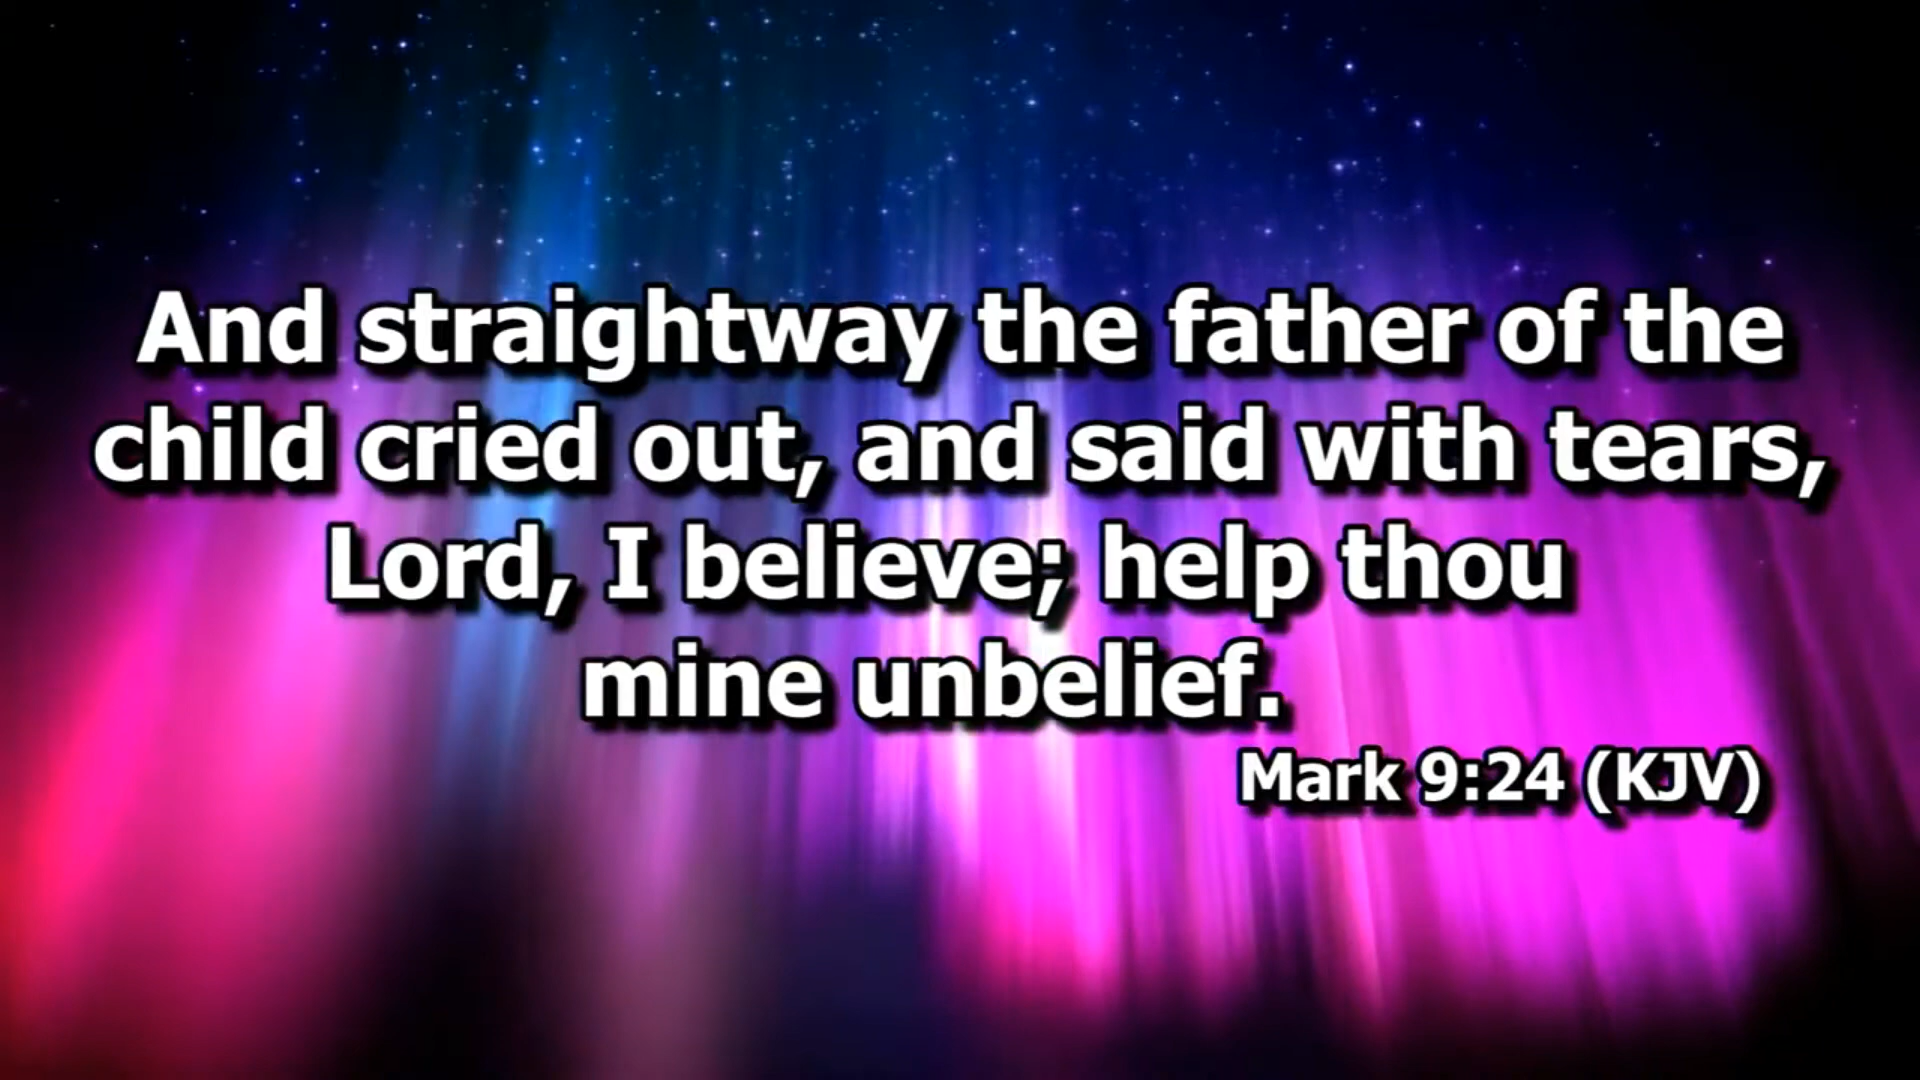 And straightway the father of the
child cried out, and said with tears,
Lord, I believe; help thou
mine unbelief.
Mark 9:24 (KJV)